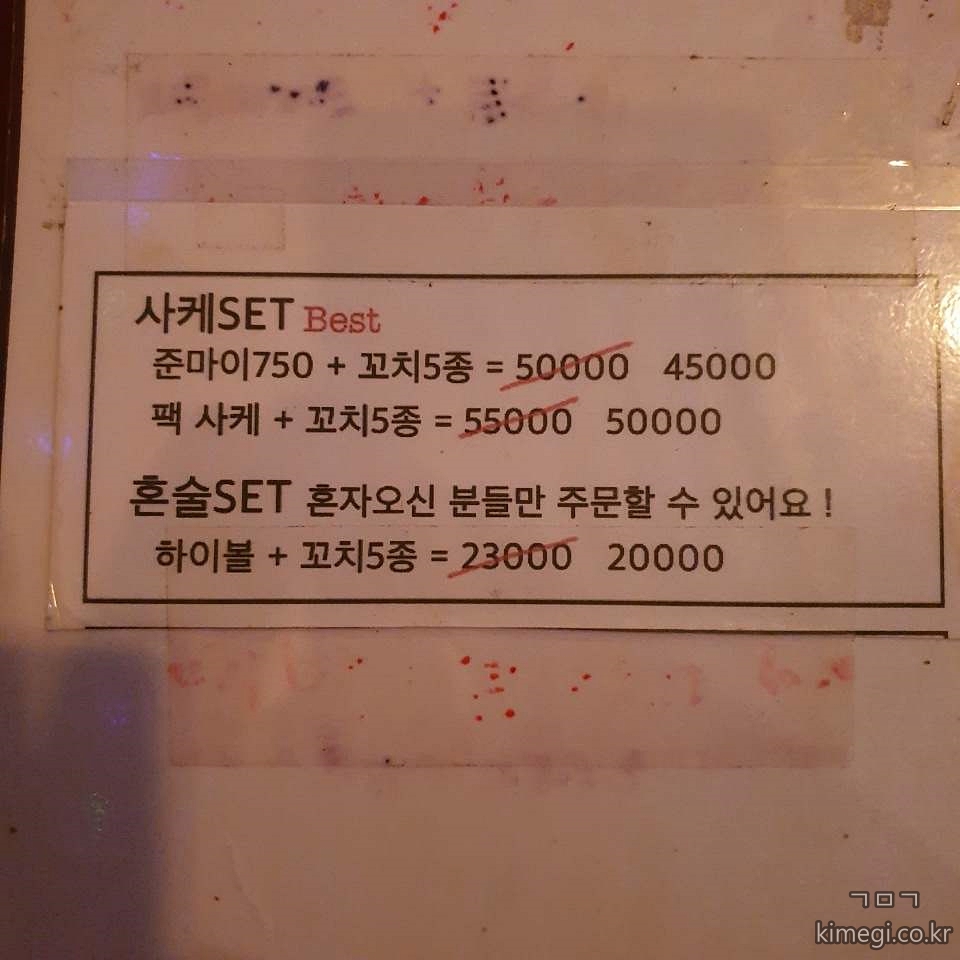 사케SET Best
준마이750 + 꼬치5종 = 50000 45000
팩 사케 + 꼬치5종 = 55000 50000
혼술SET 혼자오신 분들만 주문할 수 있어요 !
하이볼 + 꼬치5종 = 23000 20000
ㄱㅁㄱ
kimegi.co.kr